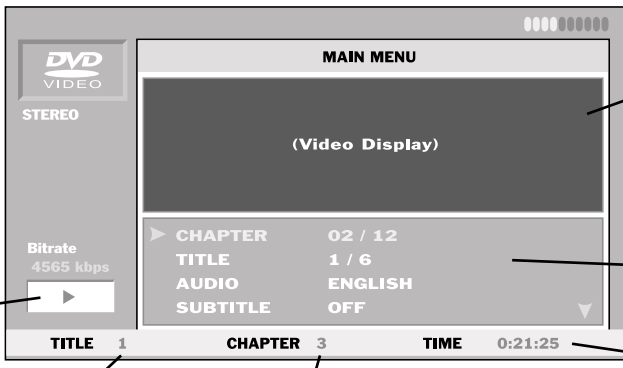 MAIN MENU
DVD
VIDEO
STEREO
(Video Display)
CHAPTER 02 / 12
TITLE 1 / 6
AUDIO ENGLISH
SUBTITLE OFF
Bitrate
4565 kbps
TITLE 1 CHAPTER 3 TIME 0:21:25